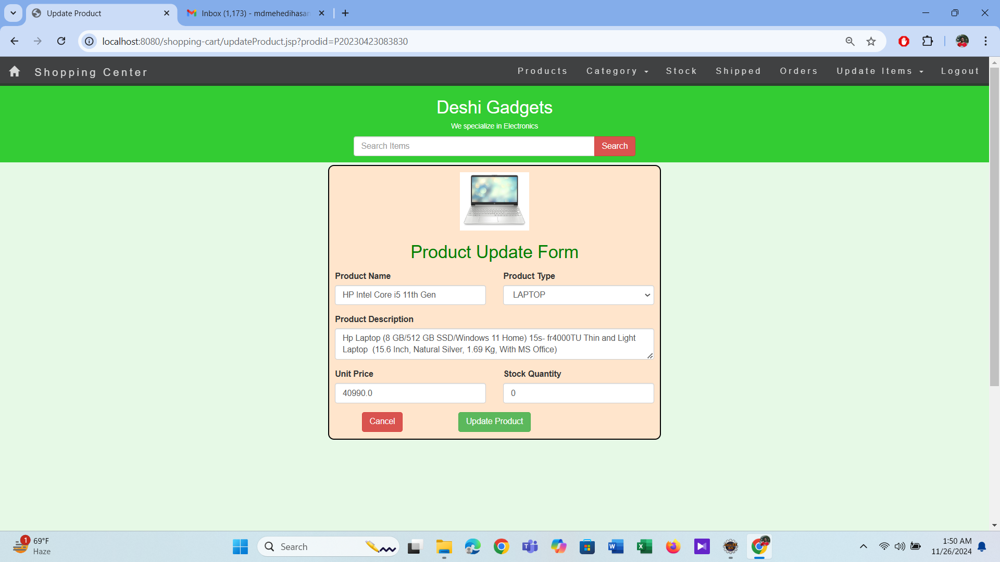 Update Product
Inbox (1,173) - mdmehedihasan
localhost:8080/shopping-cart/updateProduct.jsp?prodid=P20230423083830
Shopping Center
Products Category Stock Shipped Orders Update Items Logout
Deshi Gadgets
We specialize in Electronics
Search Items Search
Product Update Form
Product Name Product Type
HP Intel Core i5 11th Gen LAPTOP
Product Description
Hp Laptop (8 GB/512 GB SSD/Windows 11 Home) 15s- fr4000TU Thin and Light
Laptop  (15.6 Inch, Natural Silver, 1.69 Kg, With MS Office)
Unit Price Stock Quantity
40990.0 0
Cancel Update Product
1 69°F
Haze
Search
1:50 AM
11/26/2024